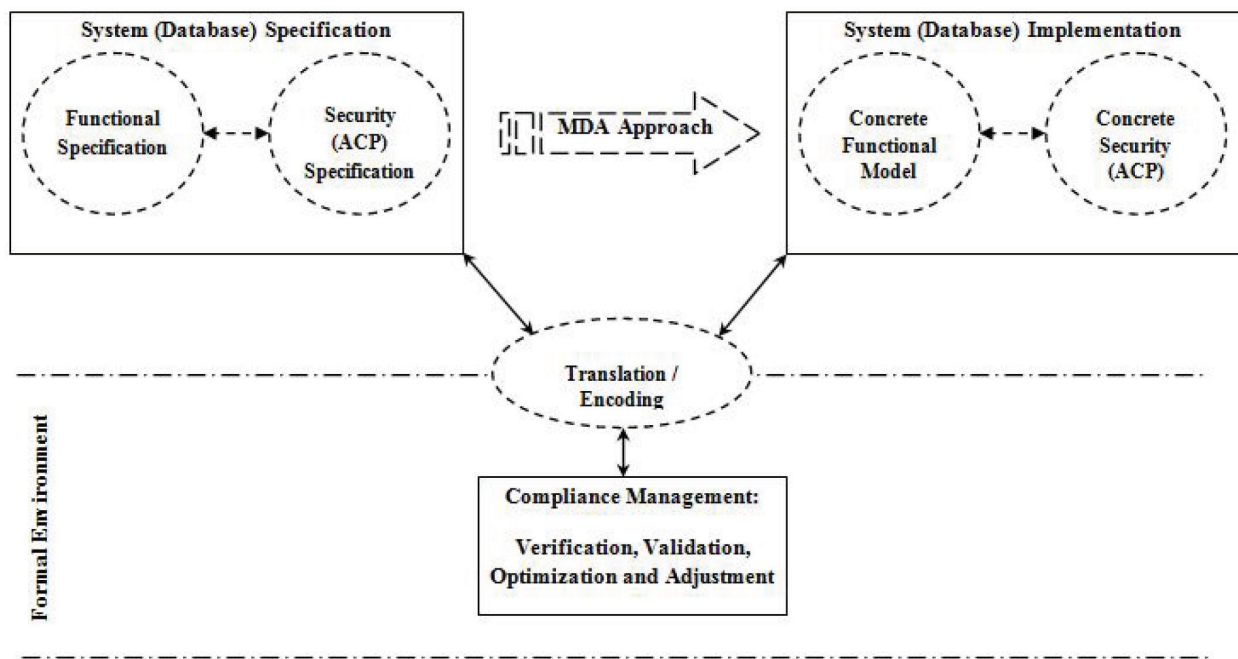 System (Database) Specification
Functional
Specification
Security
(ACP)
Specification
MDA Approach
System (Database) Implementation
Concrete
Functional
Model
Concrete
Security
(ACP)
Translation /
Encoding
Formal Environment
Compliance Management:
Verification, Validation,
Optimization and Adjustment